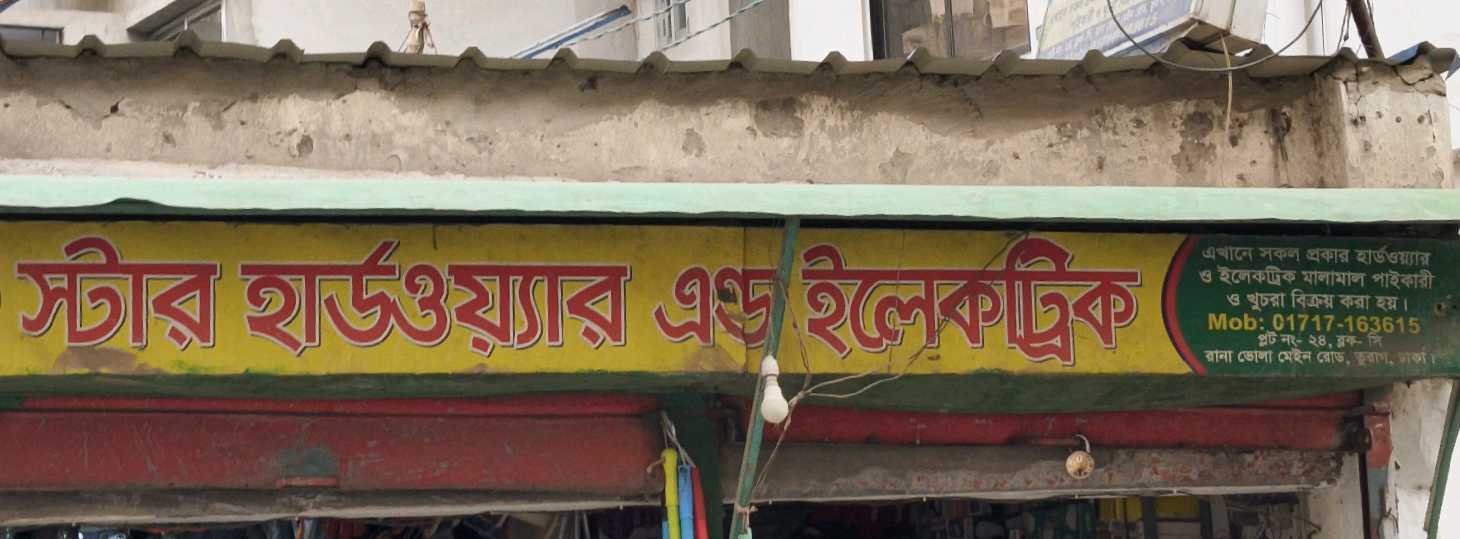 স্টার হার্ডওয়্যার এন্ড ইলেকট্রিক
এখানে সকল প্রকার হার্ডওয়্যার
ও ইলেকট্রিক মালামাল পাইকারী
ও খুচরা বিক্রয় করা হয়।
Mob: 01717-163615
প্লট নং- ২৪, ব্লক- সি
রানা ভোলা মেইন রোড, তুরাগ, ঢাকা।